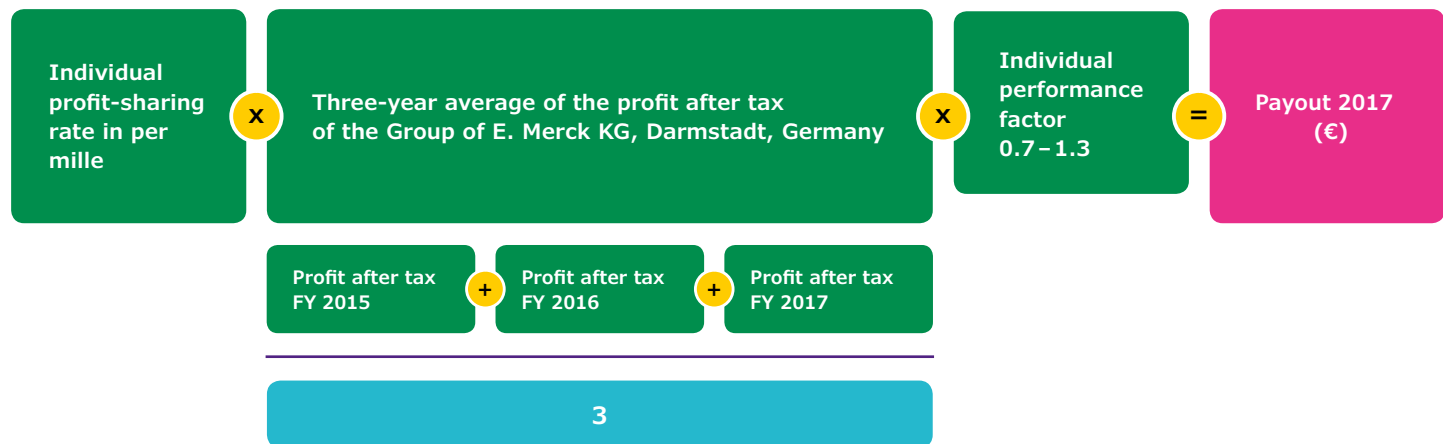 Individual
profit-sharing
rate in per
mille
x
Three-year average of the profit after tax
of the Group of E. Merck KG, Darmstadt, Germany
x
Individual
performance
factor
0.7 – 1.3
=
Payout 2017
(€)
Profit after tax
FY 2015
+
Profit after tax
FY 2016
+
Profit after tax
FY 2017
3